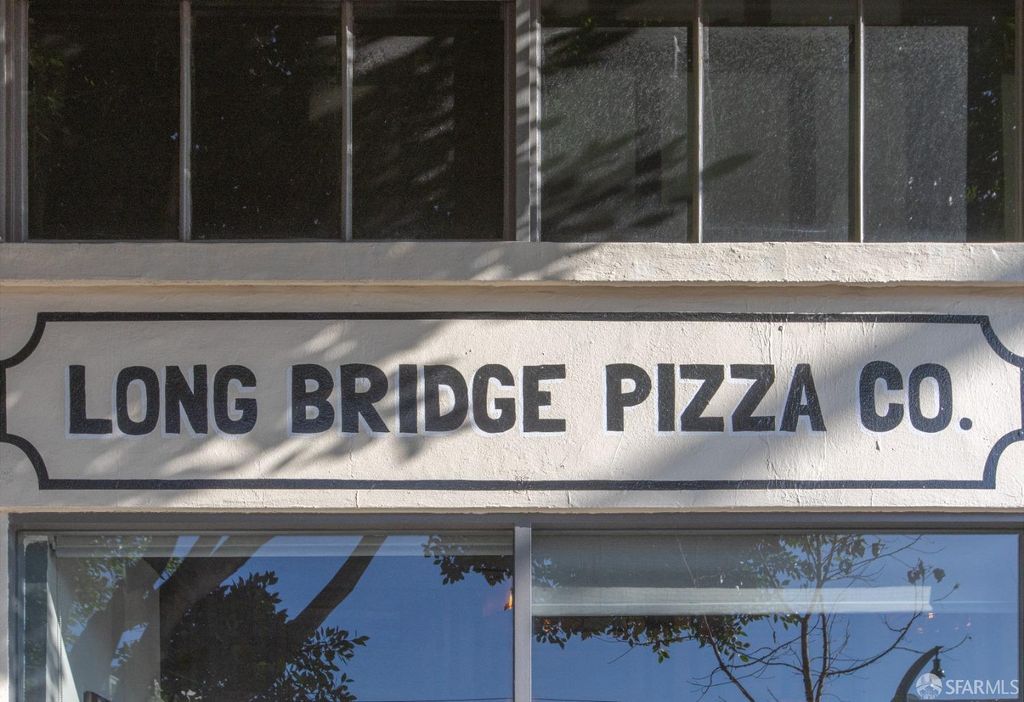 LONG BRIDGE PIZZA CO.
SFARMLS